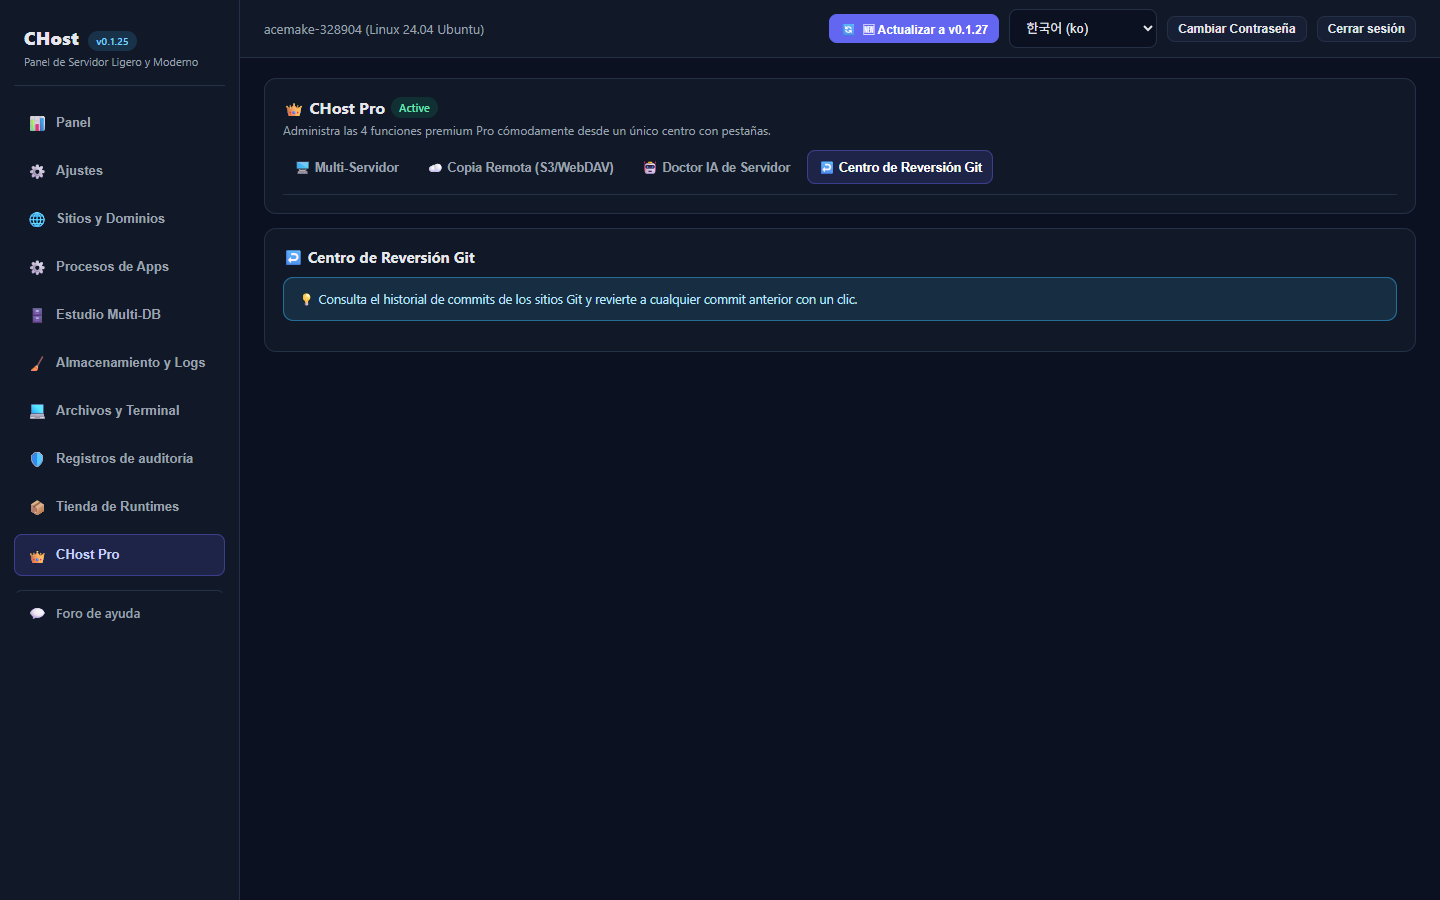 CHost v0.1.25
Panel de Servidor Ligero y Moderno
Panel
Ajustes
Sitios y Dominios
Procesos de Apps
Estudio Multi-DB
Almacenamiento y Logs
Archivos y Terminal
Registros de auditoría
Tienda de Runtimes
CHost Pro
Foro de ayuda
acemake-328904 (Linux 24.04 Ubuntu)
Actualizar a v0.1.27
한국어 (ko)
Cambiar Contraseña
Cerrar sesión
CHost Pro Active
Administra las 4 funciones premium Pro cómodamente desde un único centro con pestañas.
Multi-Servidor
Copia Remota (S3/WebDAV)
Doctor IA de Servidor
Centro de Reversión Git
Centro de Reversión Git
Consulta el historial de commits de los sitios Git y revierte a cualquier commit anterior con un clic.